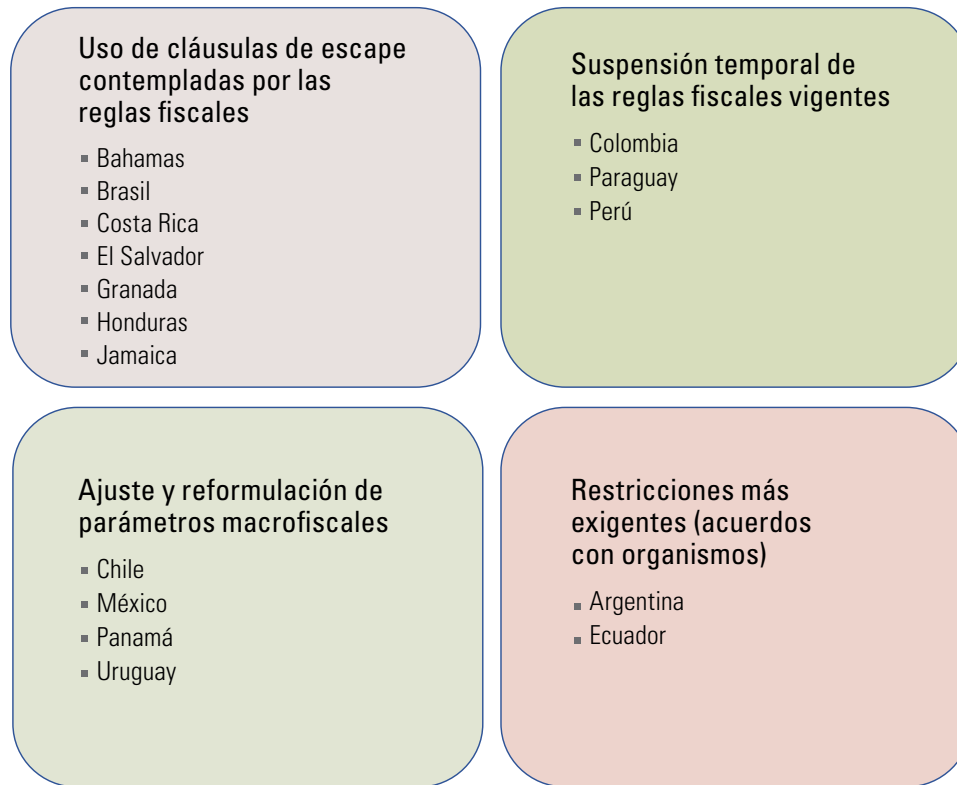 Uso de cláusulas de escape
contempladas por las
reglas fiscales
▪ Bahamas
▪ Brasil
▪ Costa Rica
▪ El Salvador
▪ Granada
▪ Honduras
▪ Jamaica
Suspensión temporal de
las reglas fiscales vigentes
▪ Colombia
▪ Paraguay
▪ Perú
Ajuste y reformulación de
parámetros macrofiscales
▪ Chile
▪ México
▪ Panamá
▪ Uruguay
Restricciones más
exigentes (acuerdos
con organismos)
▪ Argentina
▪ Ecuador